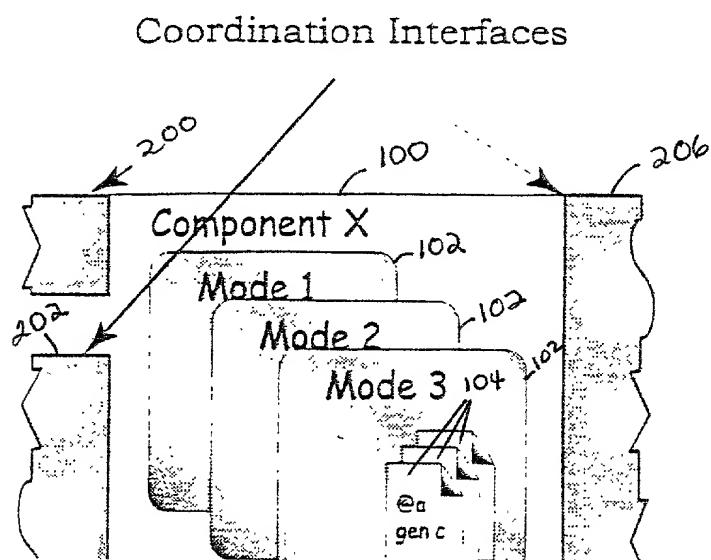 Coordination Interfaces
200
100
206
Component X
102
Mode 1
202
102
Mode 2
102
Mode 3 104
@a
gen c